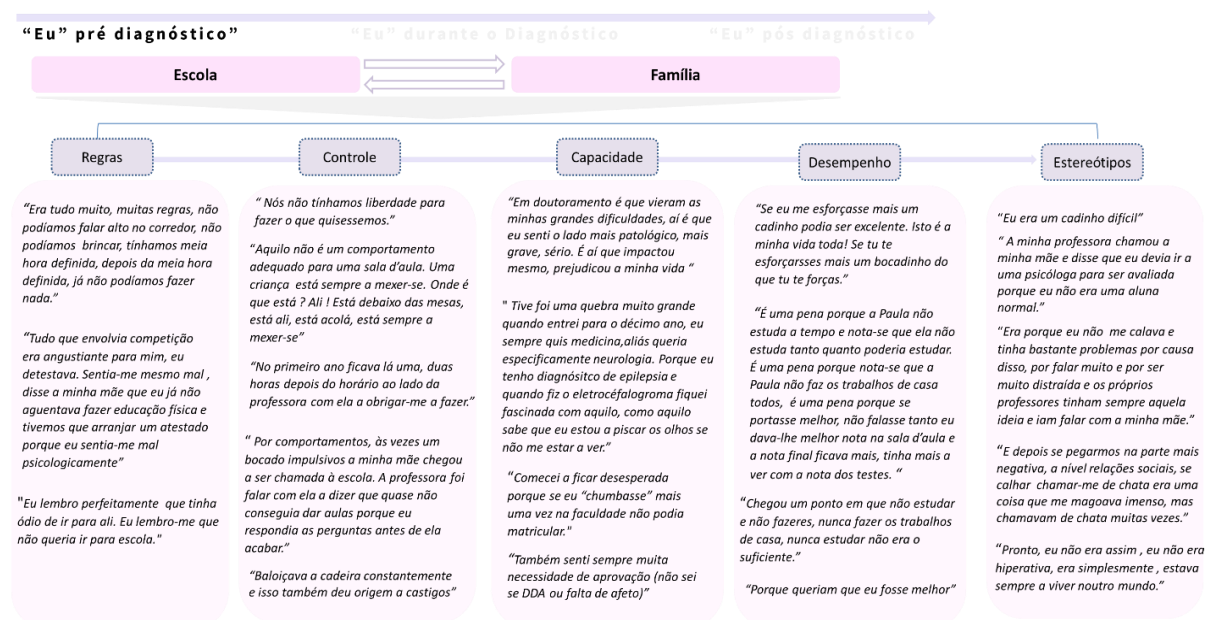 “Eu” pré diagnóstico”
“Eu” durante o Diagnóstico
“Eu” pós diagnóstico
Escola
Família
Regras
Controle
Capacidade
Desempenho
Estereótipos
“Era tudo muito, muitas regras, não
podíamos falar alto no corredor, não
podíamos brincar, tínhamos meia
hora definida, depois da meia hora
definida, já não podíamos fazer
nada.”
“Tudo que envolvia competição
era angustiante para mim, eu
detestava. Sentia-me mesmo mal ,
disse a minha mãe que eu já não
aguentava fazer educação física e
tivemos que arranjar um atestado
porque eu sentia-me mal
psicologicamente”
"Eu lembro perfeitamente que tinha
ódio de ir para ali. Eu lembro-me que
não queria ir para escola."
“ Nós não tínhamos liberdade para
fazer o que quisessemos.”
“Aquilo não é um comportamento
adequado para uma sala d’aula. Uma
criança está sempre a mexer-se. Onde é
que está ? Ali ! Está debaixo das mesas,
está ali, está acolá, está sempre a
mexer-se”
“No primeiro ano ficava lá uma, duas
horas depois do horário ao lado da
professora com ela a obrigar-me a fazer.”
“ Por comportamentos, às vezes um
bocado impulsivos a minha mãe chegou
a ser chamada à escola. A professora foi
falar com ela a dizer que quase não
conseguia dar aulas porque eu
respondia as perguntas antes de ela
acabar.”
“Baloiçava a cadeira constantemente
e isso também deu origem a castigos”
“Em doutoramento é que vieram as
minhas grandes dificuldades, aí é que
eu senti o lado mais patológico, mais
grave, sério. É aí que impactou
mesmo, prejudicou a minha vida “
" Tive foi uma quebra muito grande
quando entrei para o décimo ano, eu
sempre quis medicina,aliás queria
especificamente neurologia. Porque eu
tenho diagnósitco de epilepsia e
quando fiz o eletrocéfalogroma fiquei
fascinada com aquilo, como aquilo
sabe que eu estou a piscar os olhos se
não me estar a ver.”
“Comecei a ficar desesperada
porque se eu “chumbasse” mais
uma vez na faculdade não podia
matricular."
“Também senti sempre muita
necessidade de aprovação (não sei
se DDA ou falta de afeto)”
“Se eu me esforçasse mais um
cadinho podia ser excelente. Isto é a
minha vida toda! Se tu te
esforçarsses mais um bocadinho do
que tu te forças.”
“É uma pena porque a Paula não
estuda a tempo e nota-se que ela não
estuda tanto quanto poderia estudar.
É uma pena porque nota-se que a
Paula não faz os trabalhos de casa
todos, é uma pena porque se
portasse melhor, não falasse tanto eu
dava-lhe melhor nota na sala d’aula e
a nota final ficava mais, tinha mais a
ver com a nota dos testes. “
“Chegou um ponto em que não estudar
e não fazeres, nunca fazer os trabalhos
de casa, nunca estudar não era o
suficiente.”
“Porque queriam que eu fosse melhor”
“Eu era um cadinho difícil”
“ A minha professora chamou a
minha mãe e disse que eu devia ir a
uma psicóloga para ser avaliada
porque eu não era uma aluna
normal.”
“Era porque eu não me calava e
tinha bastante problemas por causa
disso, por falar muito e por ser
muito distraída e os próprios
professores tinham sempre aquela
ideia e iam falar com a minha mãe.”
“E depois se pegarmos na parte mais
negativa, a nível relações sociais, se
calhar chamar-me de chata era uma
coisa que me magoava imenso, mas
chamavam de chata muitas vezes.”
“Pronto, eu não era assim , eu não era
hiperativa, era simplesmente , estava
sempre a viver noutro mundo.”